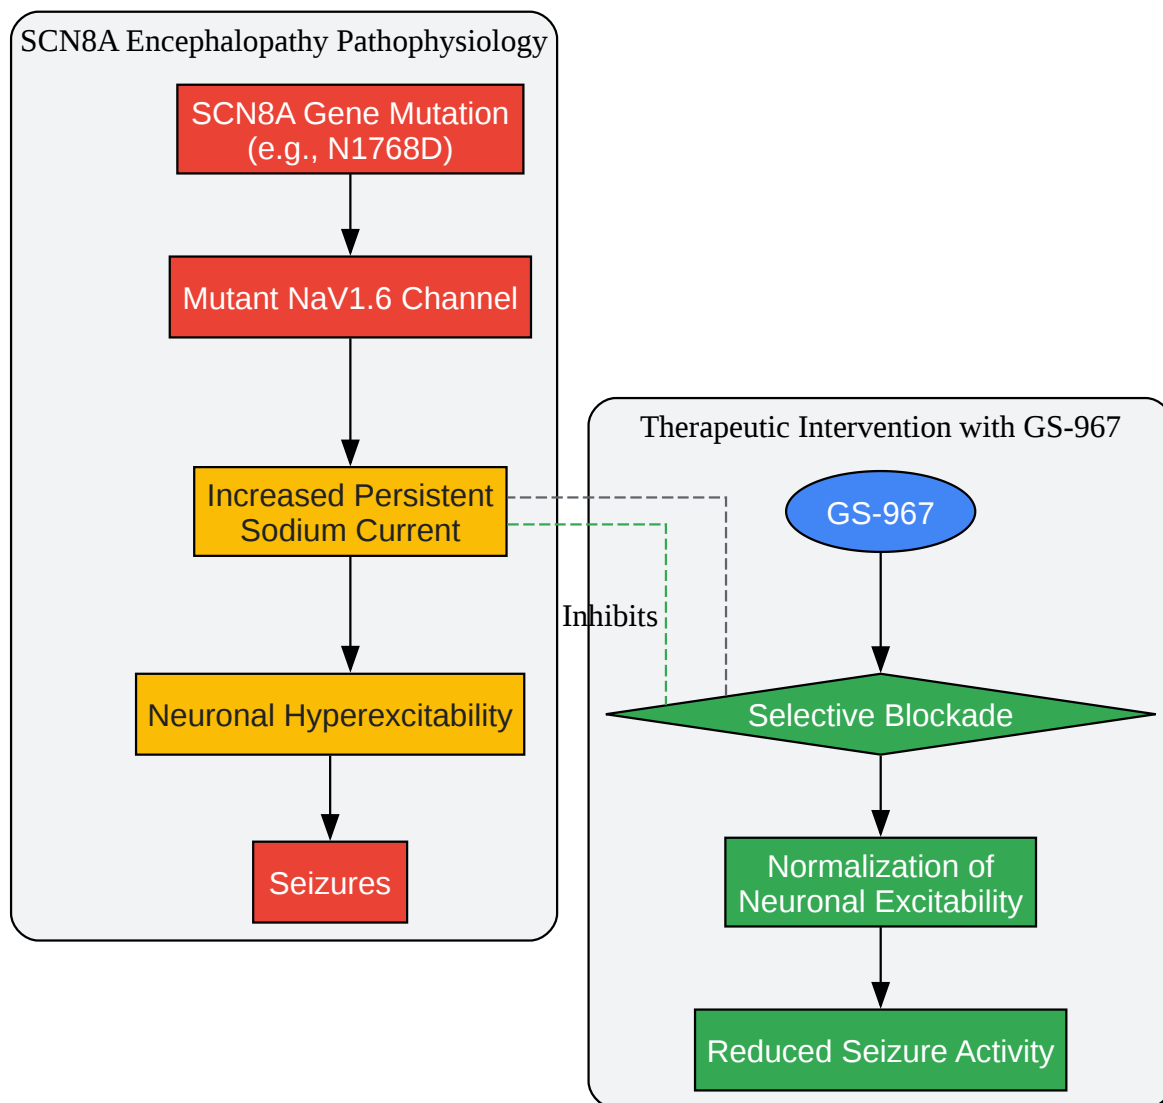 SCN8A Encephalopathy Pathophysiology
SCN8A Gene Mutation
(e.g., N1768D)
Mutant NaV1.6 Channel
Increased Persistent
Sodium Current
Neuronal Hyperexcitability
Seizures
Inhibits
Therapeutic Intervention with GS-967
GS-967
Selective Blockade
Normalization of
Neuronal Excitability
Reduced Seizure Activity